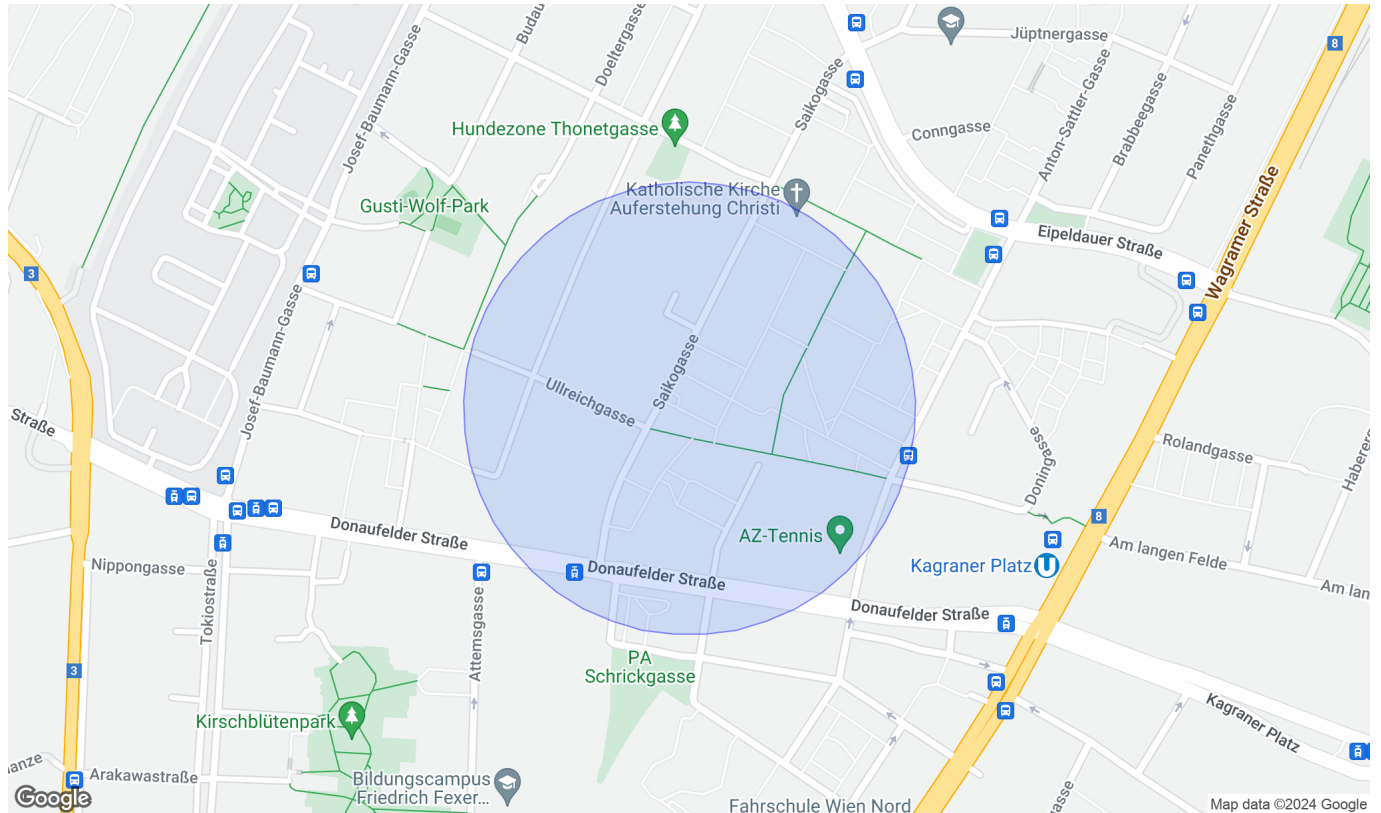 Budau
Doeltergasse
Josef-Baumann-Gasse
Jüptnergasse
8
Saikogasse
Anton-Sattler-Gasse
Brabbeegasse
Panethgasse
Conngasse
Hundezone Thonetgasse
Katholische Kirche
Auferstehung Christi
Gusti-Wolf-Park
Eipeldauer Straße
Wagramer Straße
3
Josef-Baumann-Gasse
Ullreichgasse
Saikogasse
Straße
Doningasse
Rolandgasse
Haberer
8
Donaufelder Straße
AZ-Tennis
Am langen Felde
Nippongasse
Donaufelder Straße
Kagraner Platz
U
Am lan
Tokiostraße
Attemsgasse
Donaufelder Straße
3
PA
Schrickgasse
Kirschblütenpark
Kagraner Platz
anze
Arakawastraße
Bildungscampus
Friedrich Fexer...
asse
Fahrschule Wien Nord
Google
Map data ©2024 Google